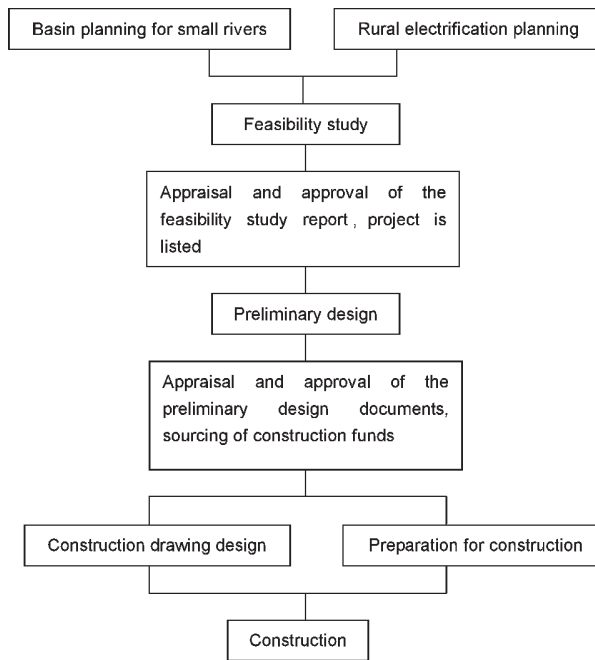 Basin planning for small rivers
Rural electrification planning
Feasibility study
Appraisal and approval of the
feasibility study report, project is
listed
Preliminary design
Appraisal and approval of the
preliminary design documents,
sourcing of construction funds
Construction drawing design
Preparation for construction
Construction